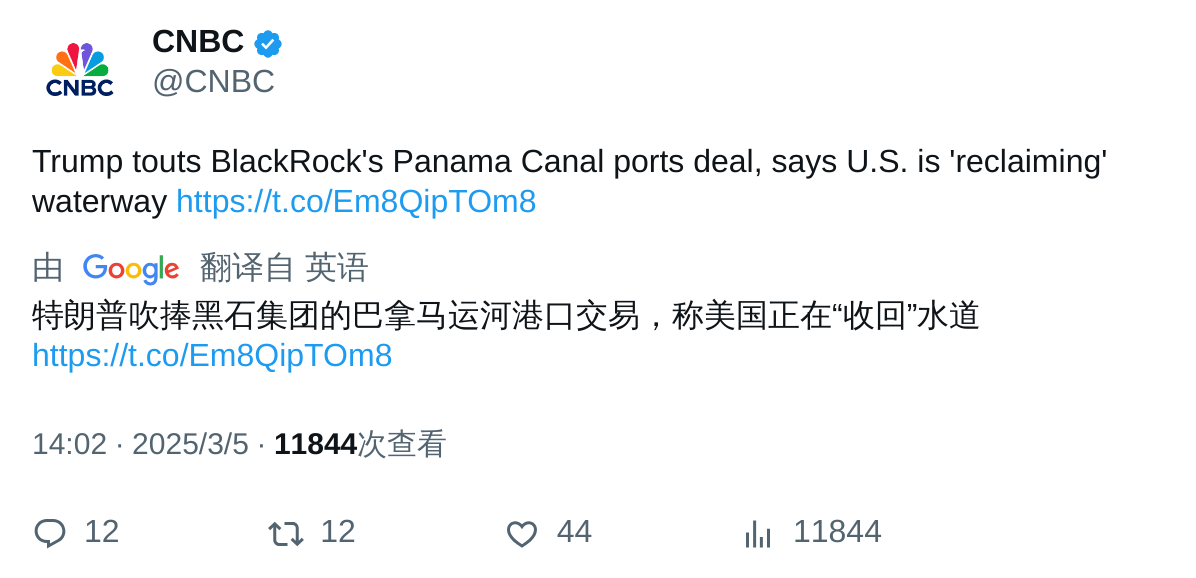 CNBC
CNBC
@CNBC
Trump touts BlackRock's Panama Canal ports deal, says U.S. is 'reclaiming'
waterway https://t.co/Em8QipTOm8
由 Google 翻译自 英语
特朗普吹捧黑石集团的巴拿马运河港口交易，称美国正在“收回”水道
https://t.co/Em8QipTOm8
14:02 · 2025/3/5 · 11844次查看
12 12 44 11844